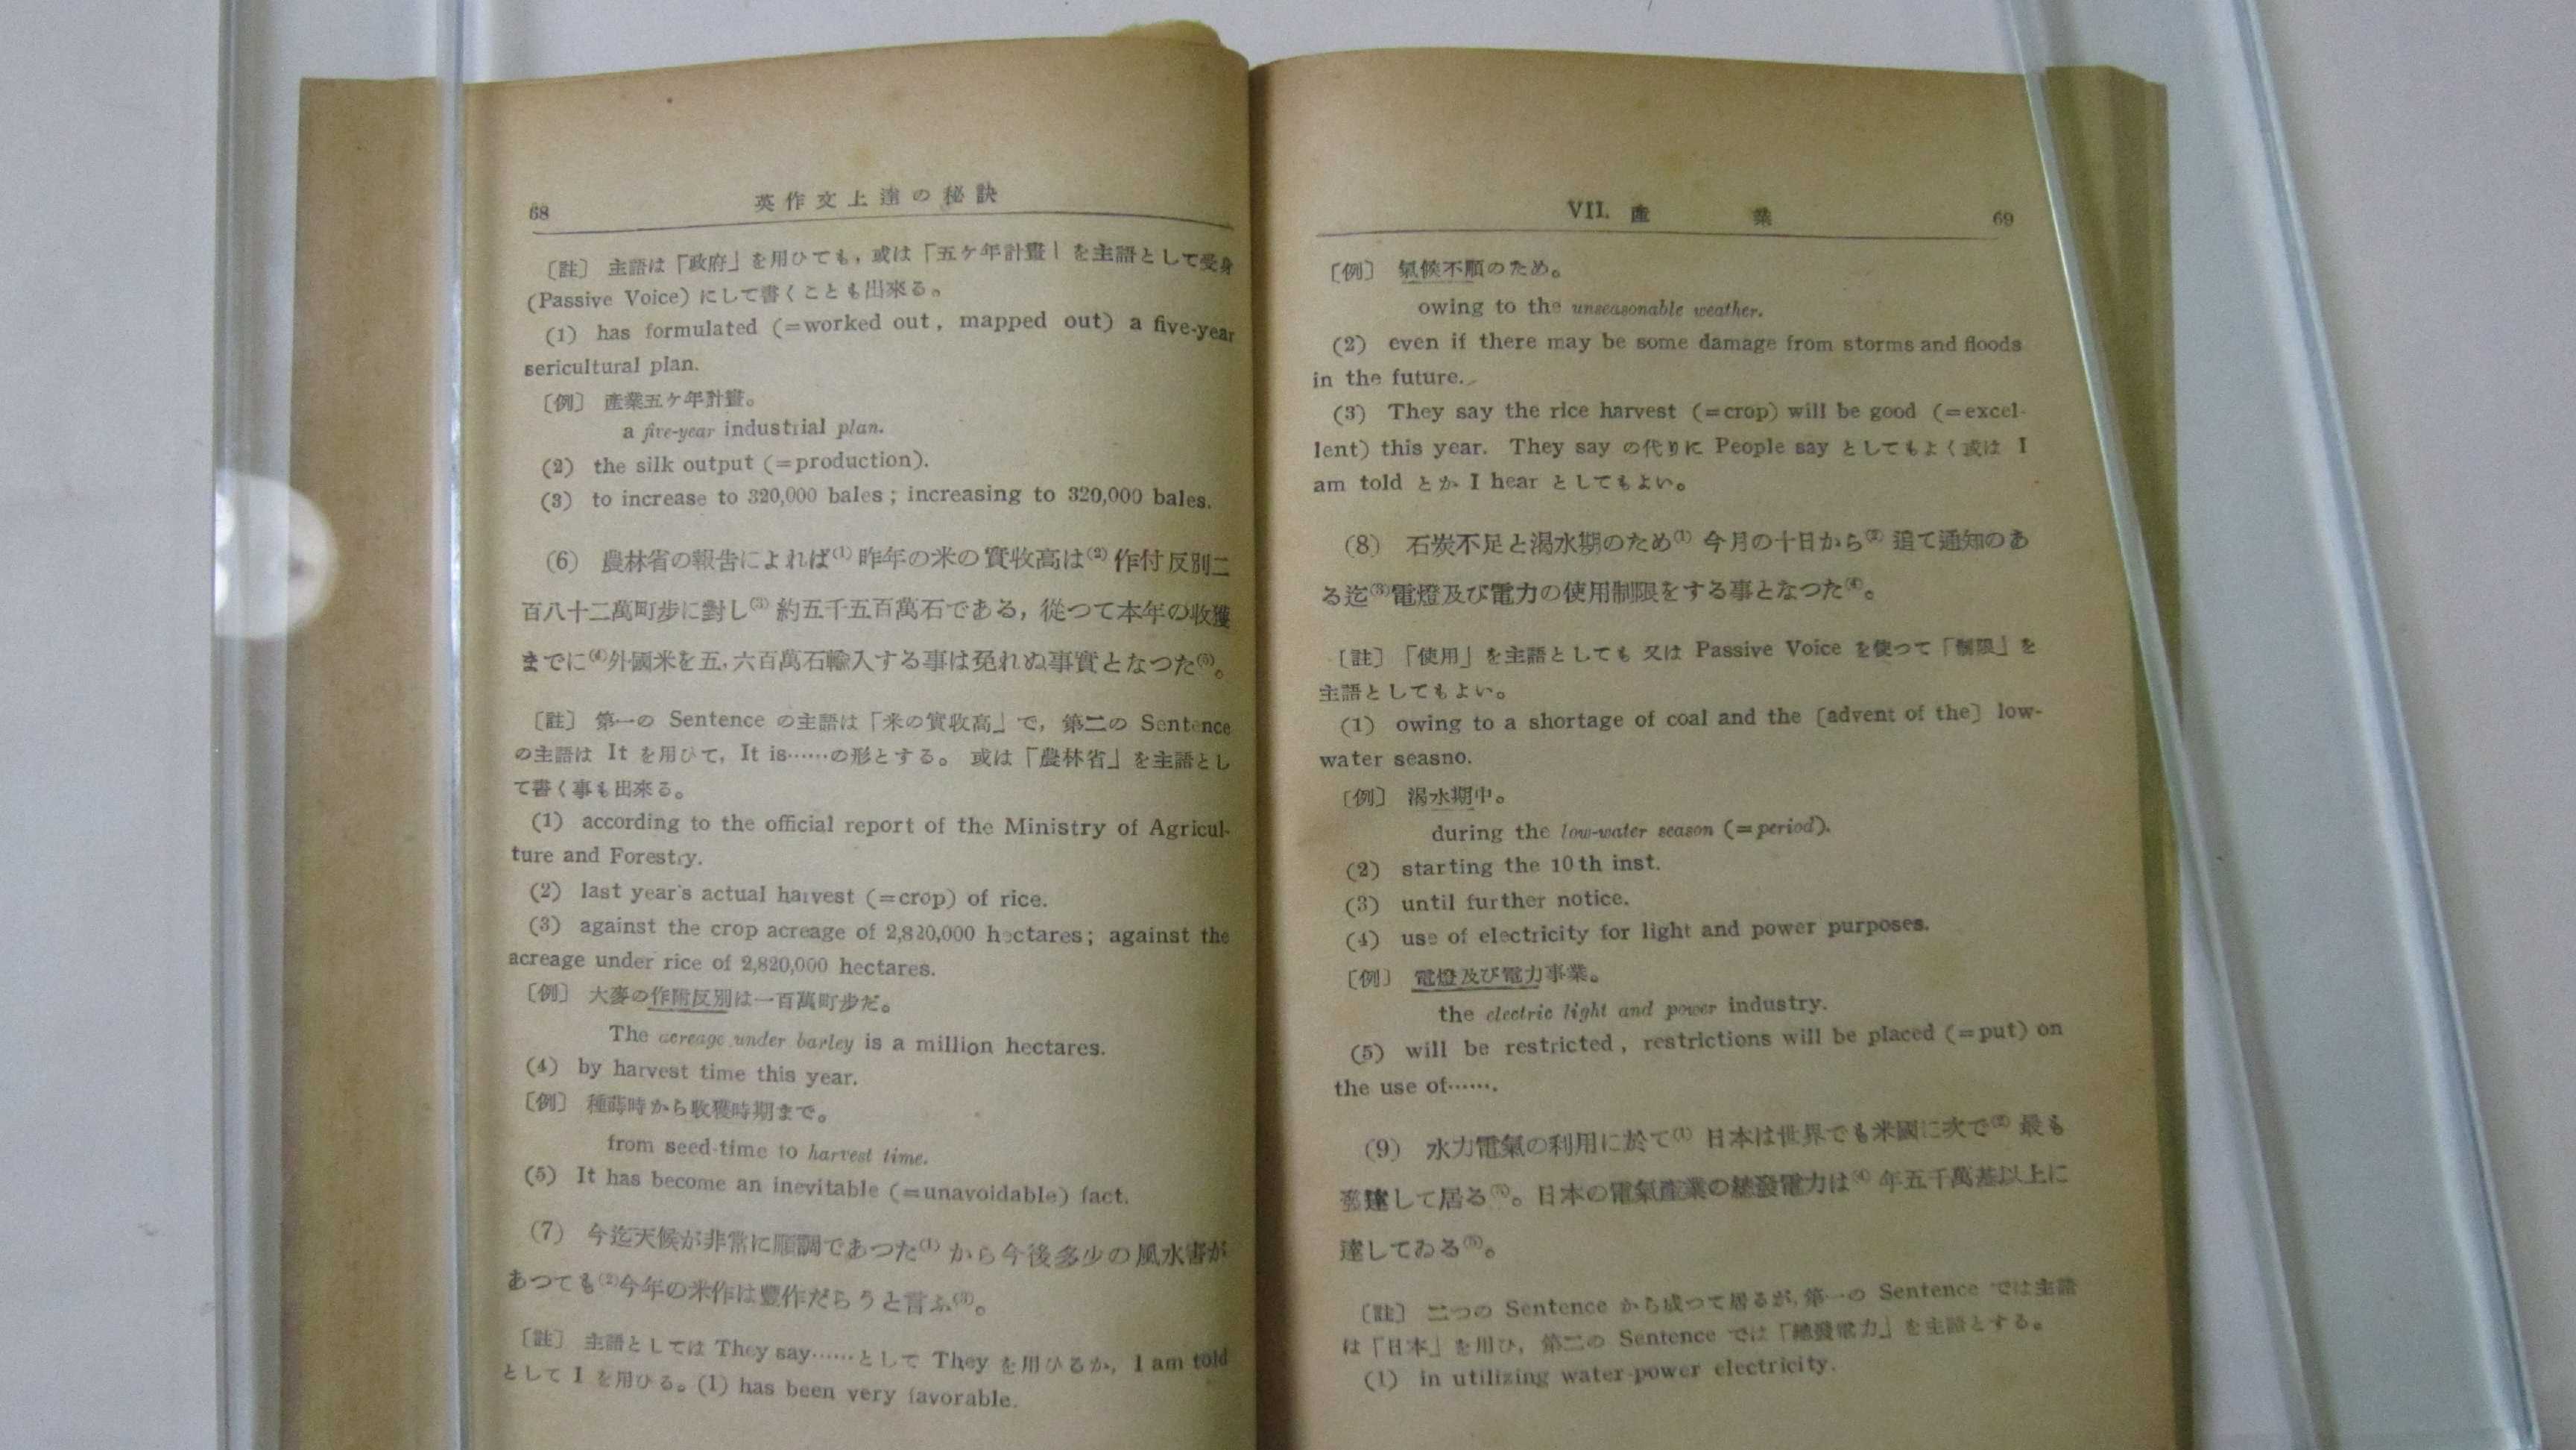 68
英作文上達の秘訣
〔註〕 主語は「政府」を用ひても，或は「五ケ年計畫」を主語として受身
(Passive Voice) にして書くことも出來る。
(1) has formulated (=worked out, mapped out) a five-year
sericultural plan.
〔例〕 産業五ケ年計畫。
a five-year industrial plan.
(2) the silk output (=production).
(3) to increase to 320,000 bales; increasing to 320,000 bales.
(6) 農林省の報告によれば⁽¹⁾昨年の米の實收高は⁽²⁾作付反別二
百八十二萬町步に對し⁽³⁾約五千五百萬石である，從つて本年の收獲
までに⁽⁴⁾外國米を五，六百萬石輸入する事は免れぬ事實となつた⁽⁵⁾。
〔註〕 第一の Sentence の主語は「米の實收高」で，第二の Sentence
の主語は It を用ひて，It is……の形とする。 或は「農林省」を主語とし
て書く事も出來る。
(1) according to the official report of the Ministry of Agricul-
ture and Forestry.
(2) last year's actual harvest (=crop) of rice.
(3) against the crop acreage of 2,820,000 hectares; against the
acreage under rice of 2,820,000 hectares.
〔例〕 大麥の作附反別は一百萬町步だ。
The acreage under barley is a million hectares.
(4) by harvest time this year.
〔例〕 種蒔時から收獲時期まで。
from seed-time to harvest time.
(5) It has become an inevitable (=unavoidable) fact.
(7) 今迄天候が非常に順調であつた⁽¹⁾から今後多少の風水害が
あつても⁽²⁾今年の米作は豐作だらうと言ふ⁽³⁾。
〔註〕 主語としては They say……として They を用ひるか，I am told
として I を用ひる。(1) has been very favorable.
VII. 產業
69
〔例〕 氣候不順のため。
owing to the unseasonable weather.
(2) even if there may be some damage from storms and floods
in the future.
(3) They say the rice harvest (=crop) will be good (=excel-
lent) this year. They say の代りに People say としてもよく或は I
am told とか I hear としてもよい。
(8) 石炭不足と渇水期のため⁽¹⁾今月の十日から⁽²⁾追て通知のあ
る迄⁽³⁾電燈及び電力の使用制限をする事となつた⁽⁴⁾。
〔註〕「使用」を主語としても又は Passive Voice を使つて「制限」を
主語としてもよい。
(1) owing to a shortage of coal and the [advent of the] low-
water seasno.
〔例〕 渇水期中。
during the low-water season (=period).
(2) starting the 10th inst.
(3) until further notice.
(4) use of electricity for light and power purposes.
〔例〕 電燈及び電力事業。
the electric light and power industry.
(5) will be restricted, restrictions will be placed (=put) on
the use of…….
(9) 水力電氣の利用に於て⁽¹⁾日本は世界でも米國に次で⁽²⁾最も
發達して居る⁽³⁾。日本の電氣產業の總發電力は⁽⁴⁾年五千萬基以上に
達してゐる⁽⁵⁾。
〔註〕 二つの Sentence から成つて居るが，第一の Sentence では主語
は「日本」を用ひ，第二の Sentence では「總發電力」を主語とする。
(1) in utilizing water-power electricity.